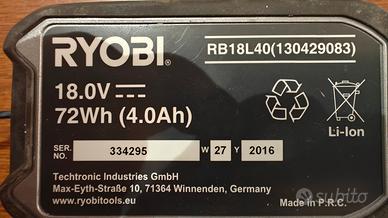 RYOBI®
RB18L40(130429083)
18.0V
72Wh (4.0Ah)
Li-Ion
SER. NO. 334295 W 27 Y 2016
Techtronic Industries GmbH
Max-Eyth-Straße 10, 71364 Winnenden, Germany
www.ryobitools.eu
Made in P.R.C.
subito